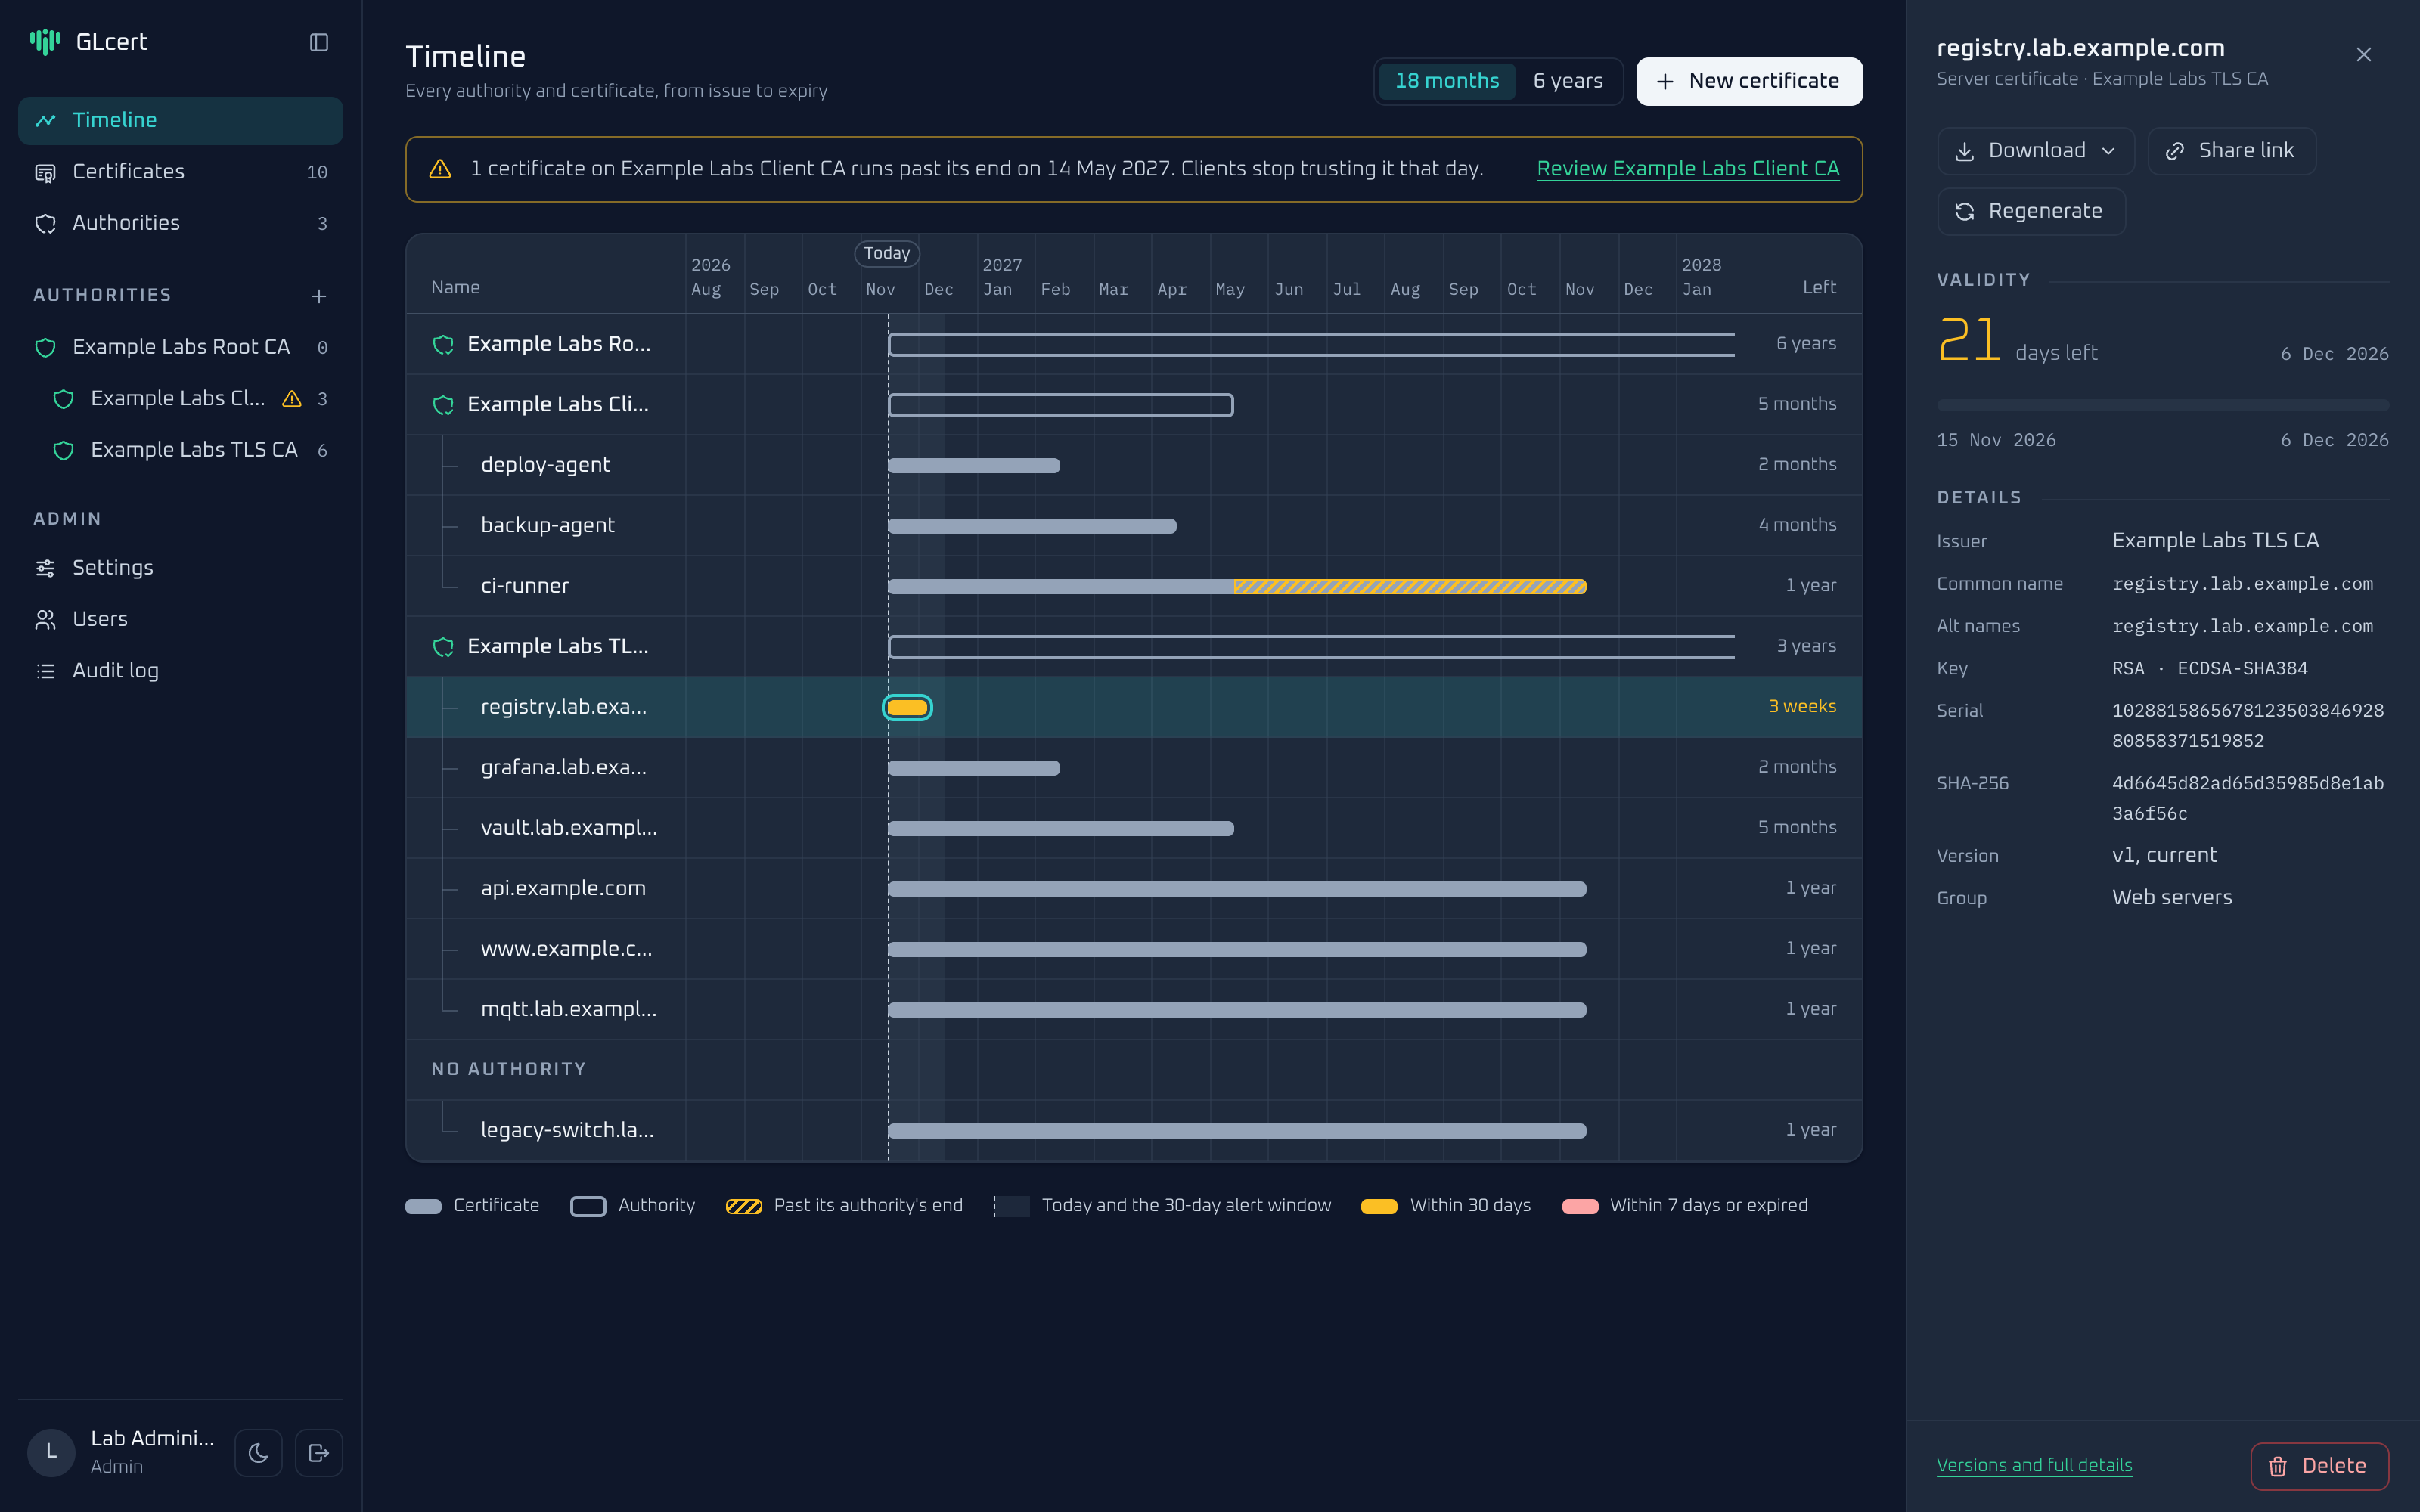 GLcert
Timeline
Certificates 10
Authorities 3
AUTHORITIES
Example Labs Root CA 0
Example Labs Cl... 3
Example Labs TLS CA 6
ADMIN
Settings
Users
Audit log
L
Lab Admini...
Admin
Timeline
Every authority and certificate, from issue to expiry
18 months 6 years New certificate
1 certificate on Example Labs Client CA runs past its end on 14 May 2027. Clients stop trusting it that day. Review Example Labs Client CA
Today
2026 2027 2028
Name Aug Sep Oct Nov Dec Jan Feb Mar Apr May Jun Jul Aug Sep Oct Nov Dec Jan Left
Example Labs Ro... 6 years
Example Labs Cli... 5 months
deploy-agent 2 months
backup-agent 4 months
ci-runner 1 year
Example Labs TL... 3 years
registry.lab.exa... 3 weeks
grafana.lab.exa... 2 months
vault.lab.exampl... 5 months
api.example.com 1 year
www.example.c... 1 year
mqtt.lab.exampl... 1 year
NO AUTHORITY
legacy-switch.la... 1 year
Certificate Authority Past its authority's end Today and the 30-day alert window Within 30 days Within 7 days or expired
registry.lab.example.com
Server certificate · Example Labs TLS CA
Download Share link
Regenerate
VALIDITY
21 days left 6 Dec 2026
15 Nov 2026 6 Dec 2026
DETAILS
Issuer Example Labs TLS CA
Common name registry.lab.example.com
Alt names registry.lab.example.com
Key RSA · ECDSA-SHA384
Serial 1028815865678123503846928
80858371519852
SHA-256 4d6645d82ad65d35985d8e1ab
3a6f56c
Version v1, current
Group Web servers
Versions and full details Delete